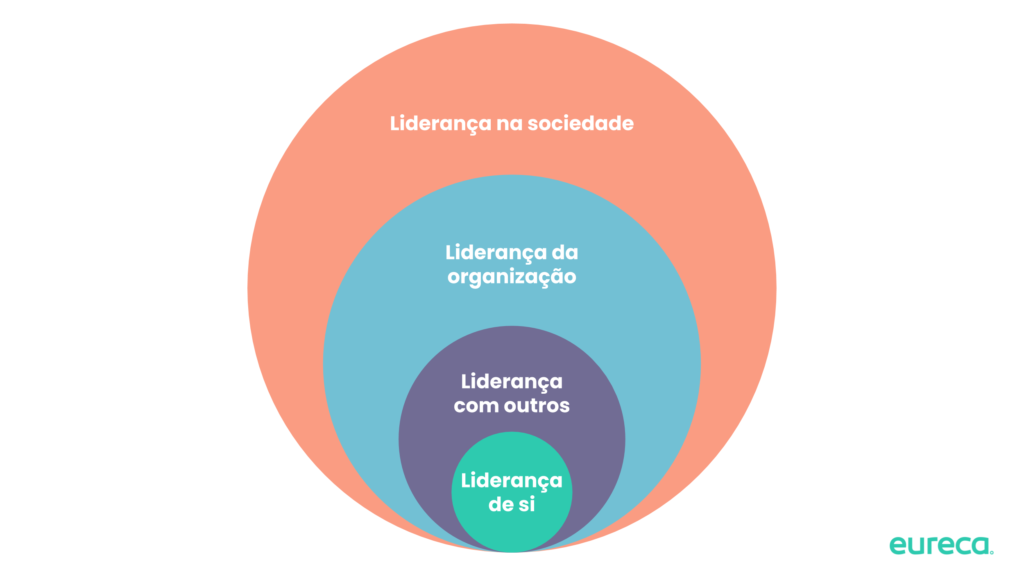 Liderança na sociedade
Liderança da
organização
Liderança
com outros
Liderança
de si
eureca